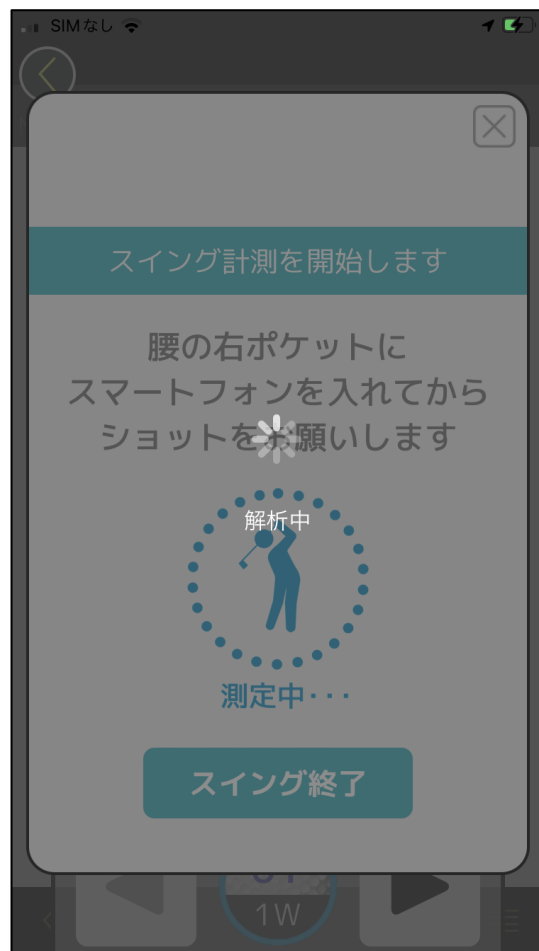 SIMなし
スイング計測を開始します
腰の右ポケットに
スマートフォンを入れてから
ショットをお願いします
解析中
測定中･･･
スイング終了
1W